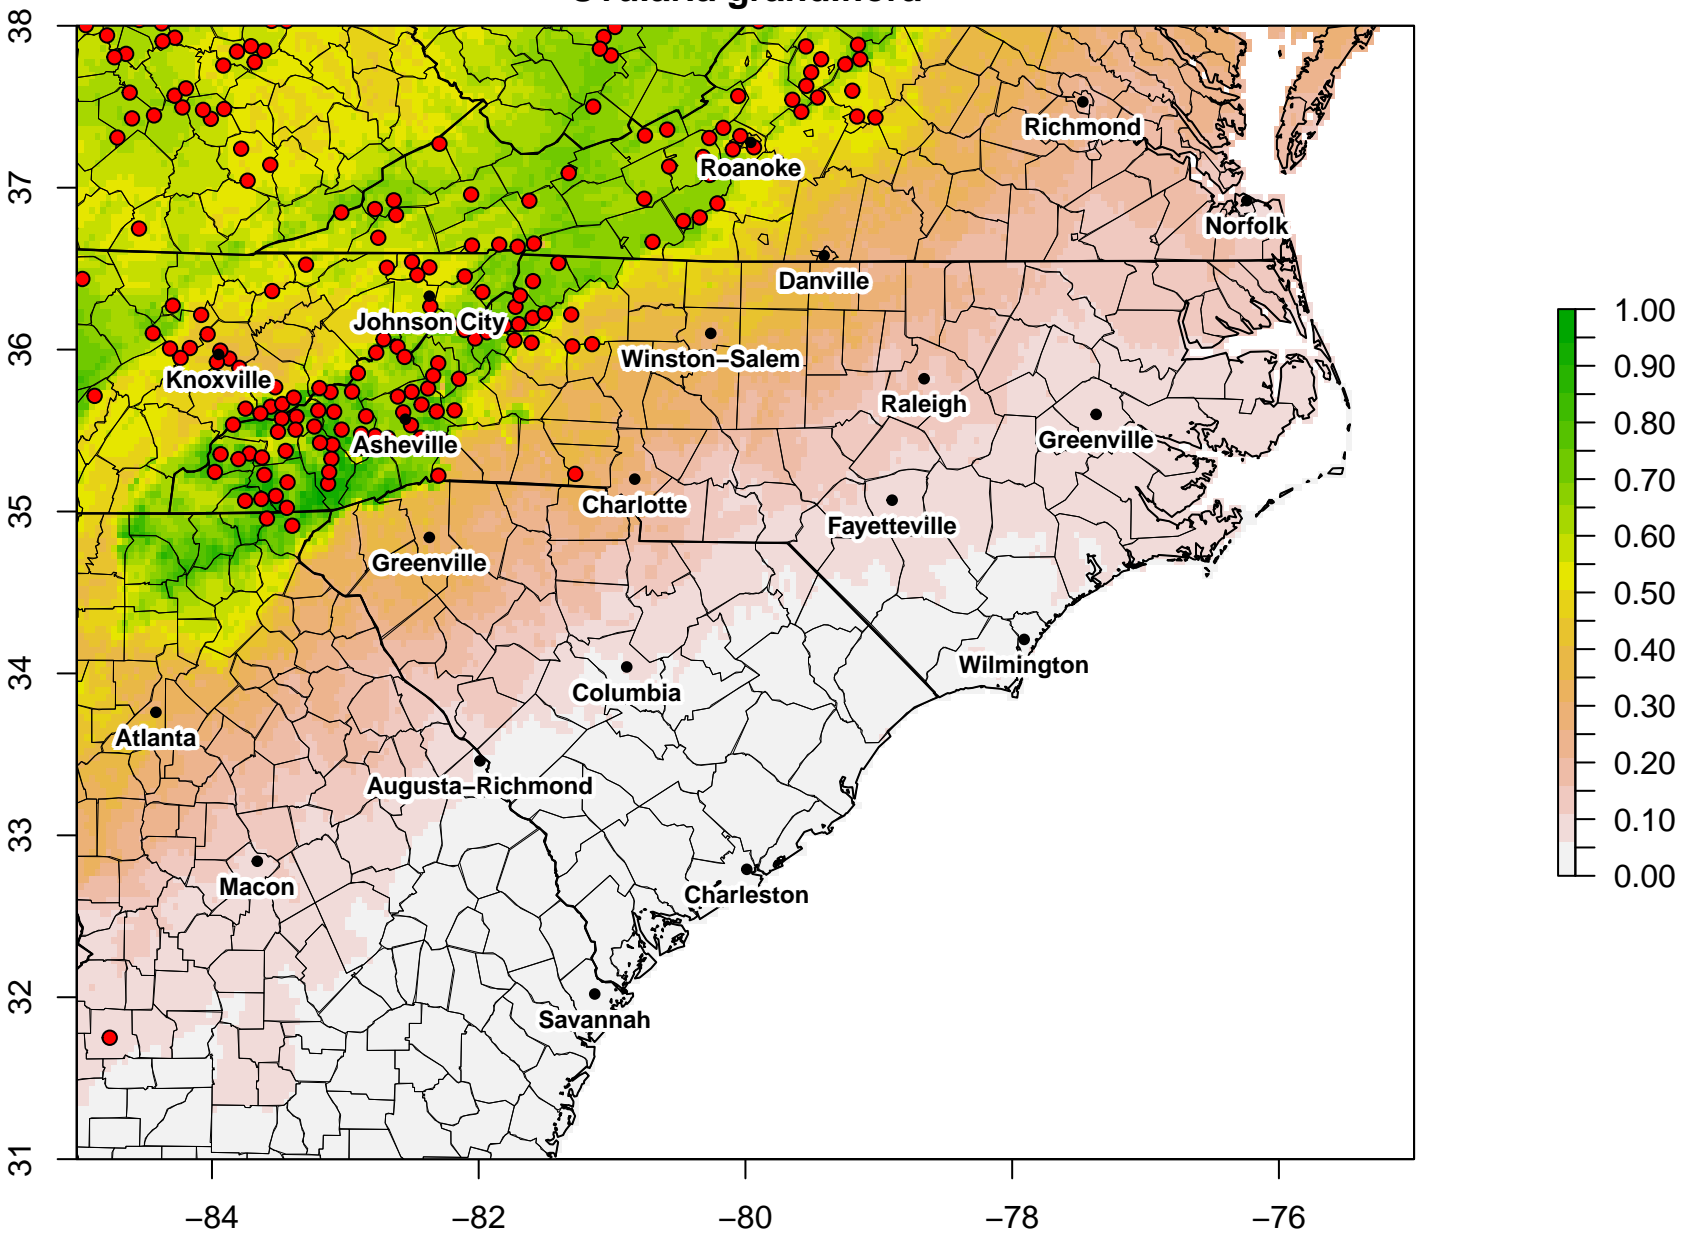 Uvularia grandiflora
38
37
36
35
34
33
32
31
Richmond
Roanoke
Norfolk
Danville
Johnson City
Winston–Salem
Knoxville
Raleigh
Greenville
Asheville
Charlotte
Fayetteville
Greenville
Wilmington
Columbia
Atlanta
Augusta–Richmond
Macon
Charleston
Savannah
−84
−82
−80
−78
−76
1.00
0.90
0.80
0.70
0.60
0.50
0.40
0.30
0.20
0.10
0.00